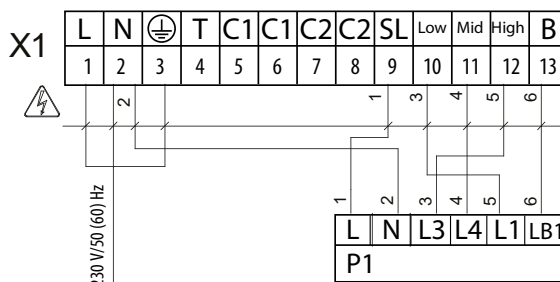 X1
L N T C1 C1 C2 C2 SL Low Mid High B
1 2 3 4 5 6 7 8 9 10 11 12 13
2 1 3 4 5 6
230 V/50 (60) Hz
1 2 3 4 5 6
L N L3 L4 L1 LB1
P1